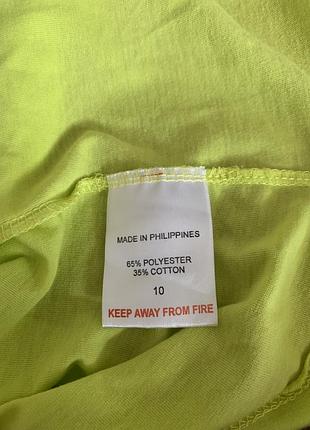 MADE IN PHILIPPINES
65% POLYESTER
35% COTTON
10
KEEP AWAY FROM FIRE